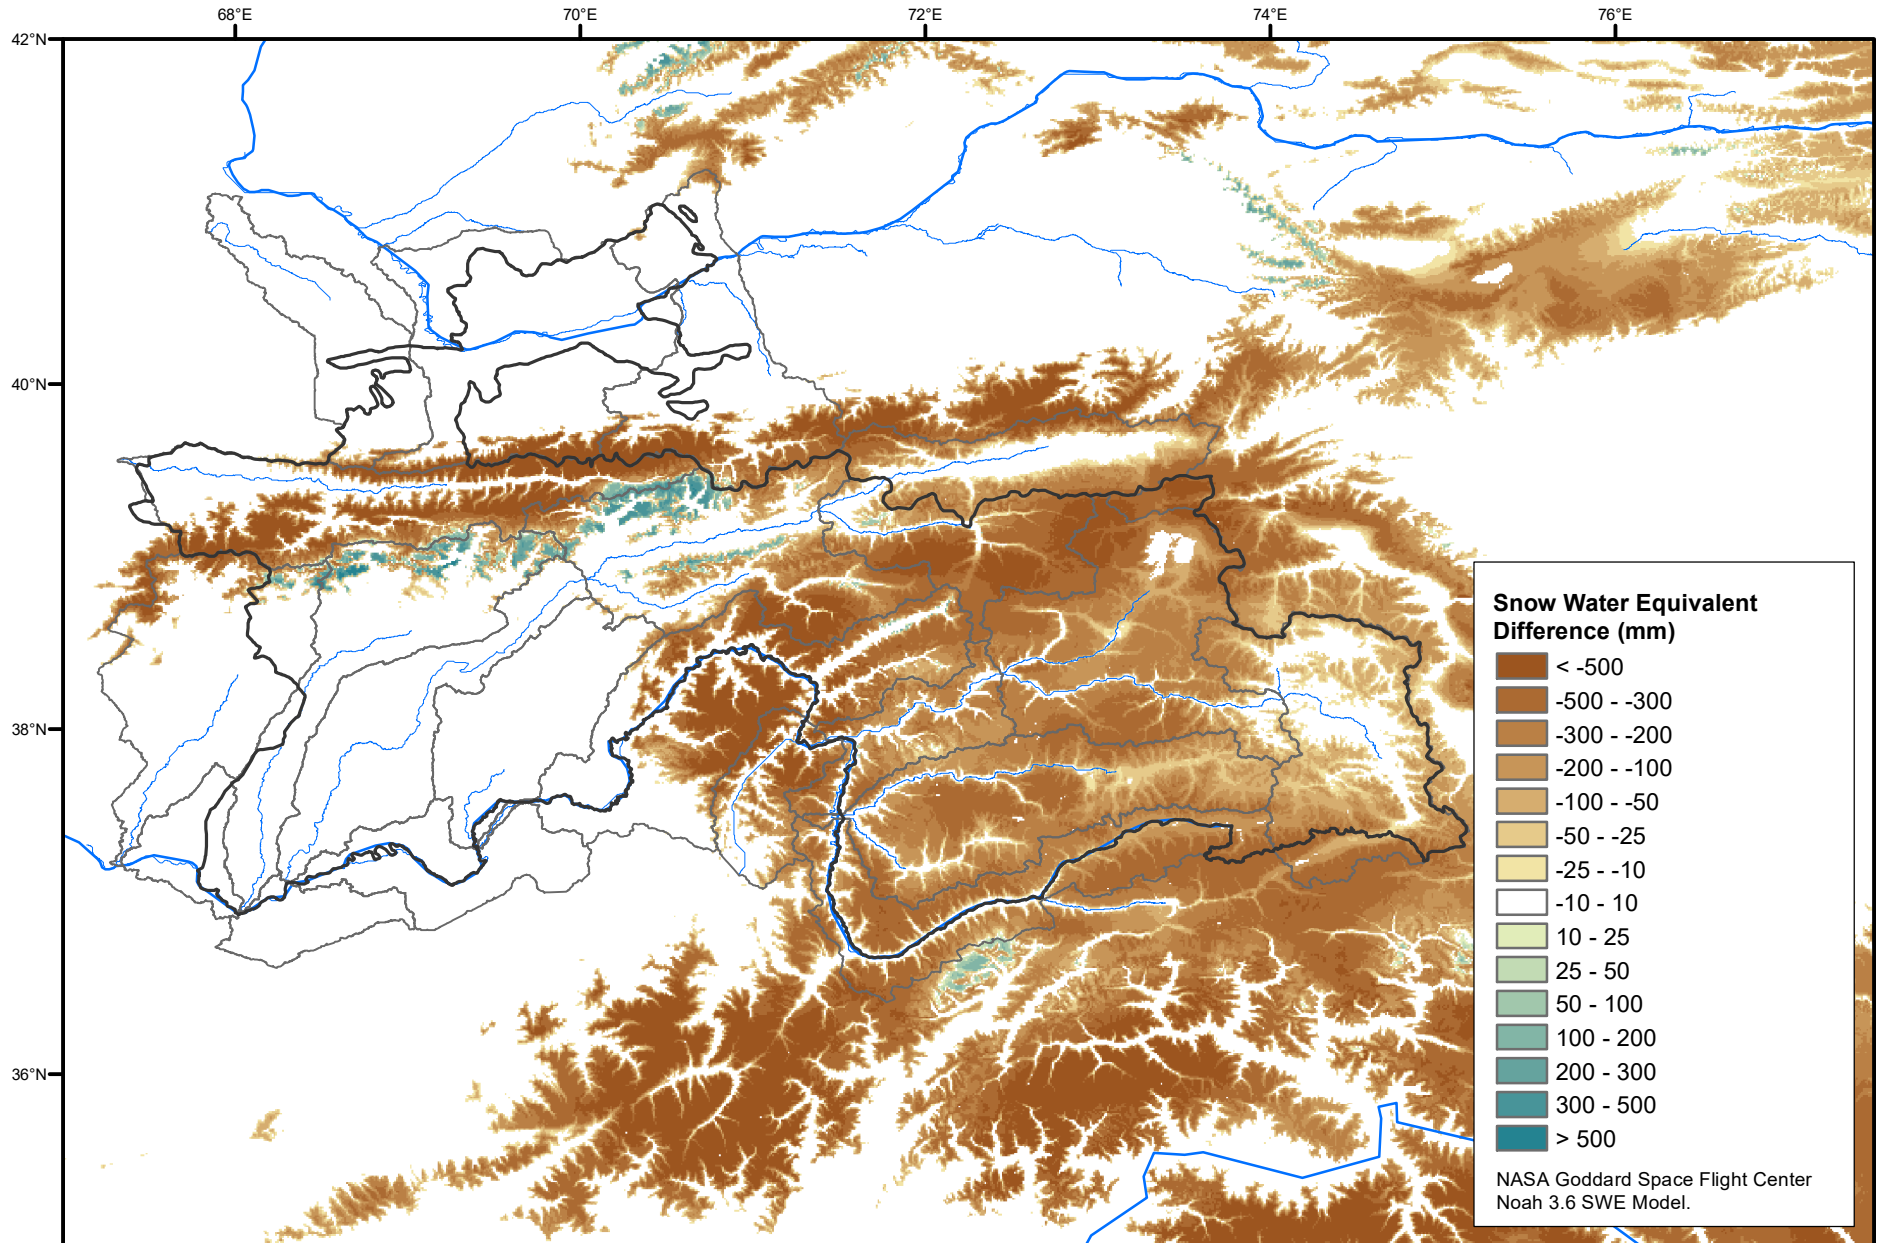 68°E
70°E
72°E
74°E
76°E
42°N
40°N
38°N
36°N
Snow Water Equivalent
Difference (mm)
< -500
-500 - -300
-300 - -200
-200 - -100
-100 - -50
-50 - -25
-25 - -10
-10 - 10
10 - 25
25 - 50
50 - 100
100 - 200
200 - 300
300 - 500
> 500
NASA Goddard Space Flight Center
Noah 3.6 SWE Model.